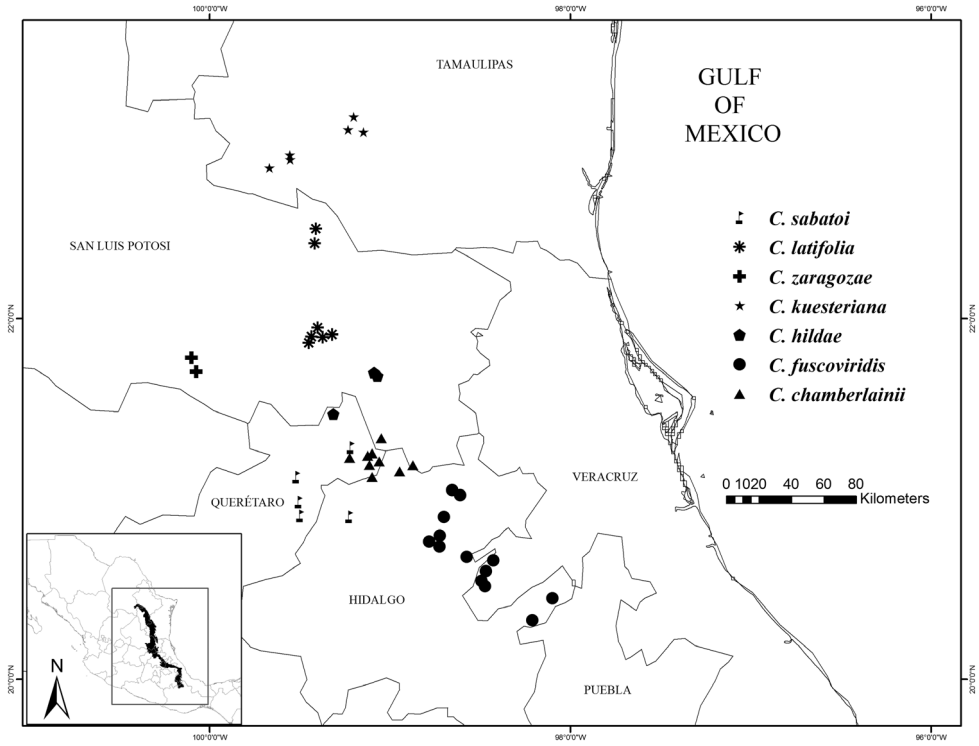 100°0'0"W 98°0'0"W 96°0'0"W
TAMAULIPAS
GULF
OF
MEXICO
SAN LUIS POTOSI
C. sabatoi
C. latifolia
C. zaragozae
C. kuesteriana
C. hildae
C. fuscoviridis
C. chamberlainii
22°0'0"N 22°0'0"N
VERACRUZ
QUERÉTARO
0 1020 40 60 80 Kilometers
HIDALGO
N
PUEBLA
20°0'0"N 20°0'0"N
100°0'0"W 98°0'0"W 96°0'0"W